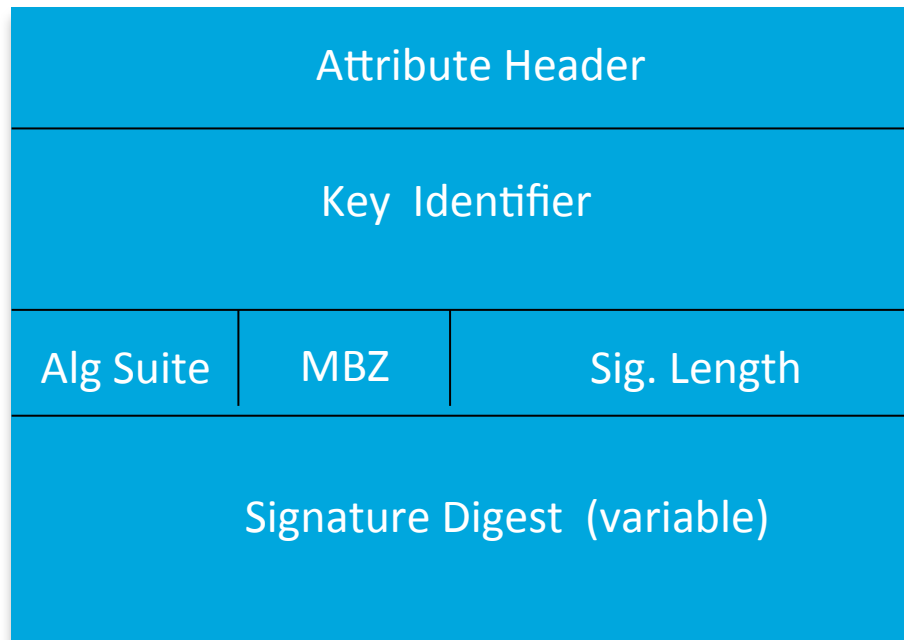 Attribute Header
Key  Identifier
Alg Suite
MBZ
Sig. Length
Signature Digest  (variable)